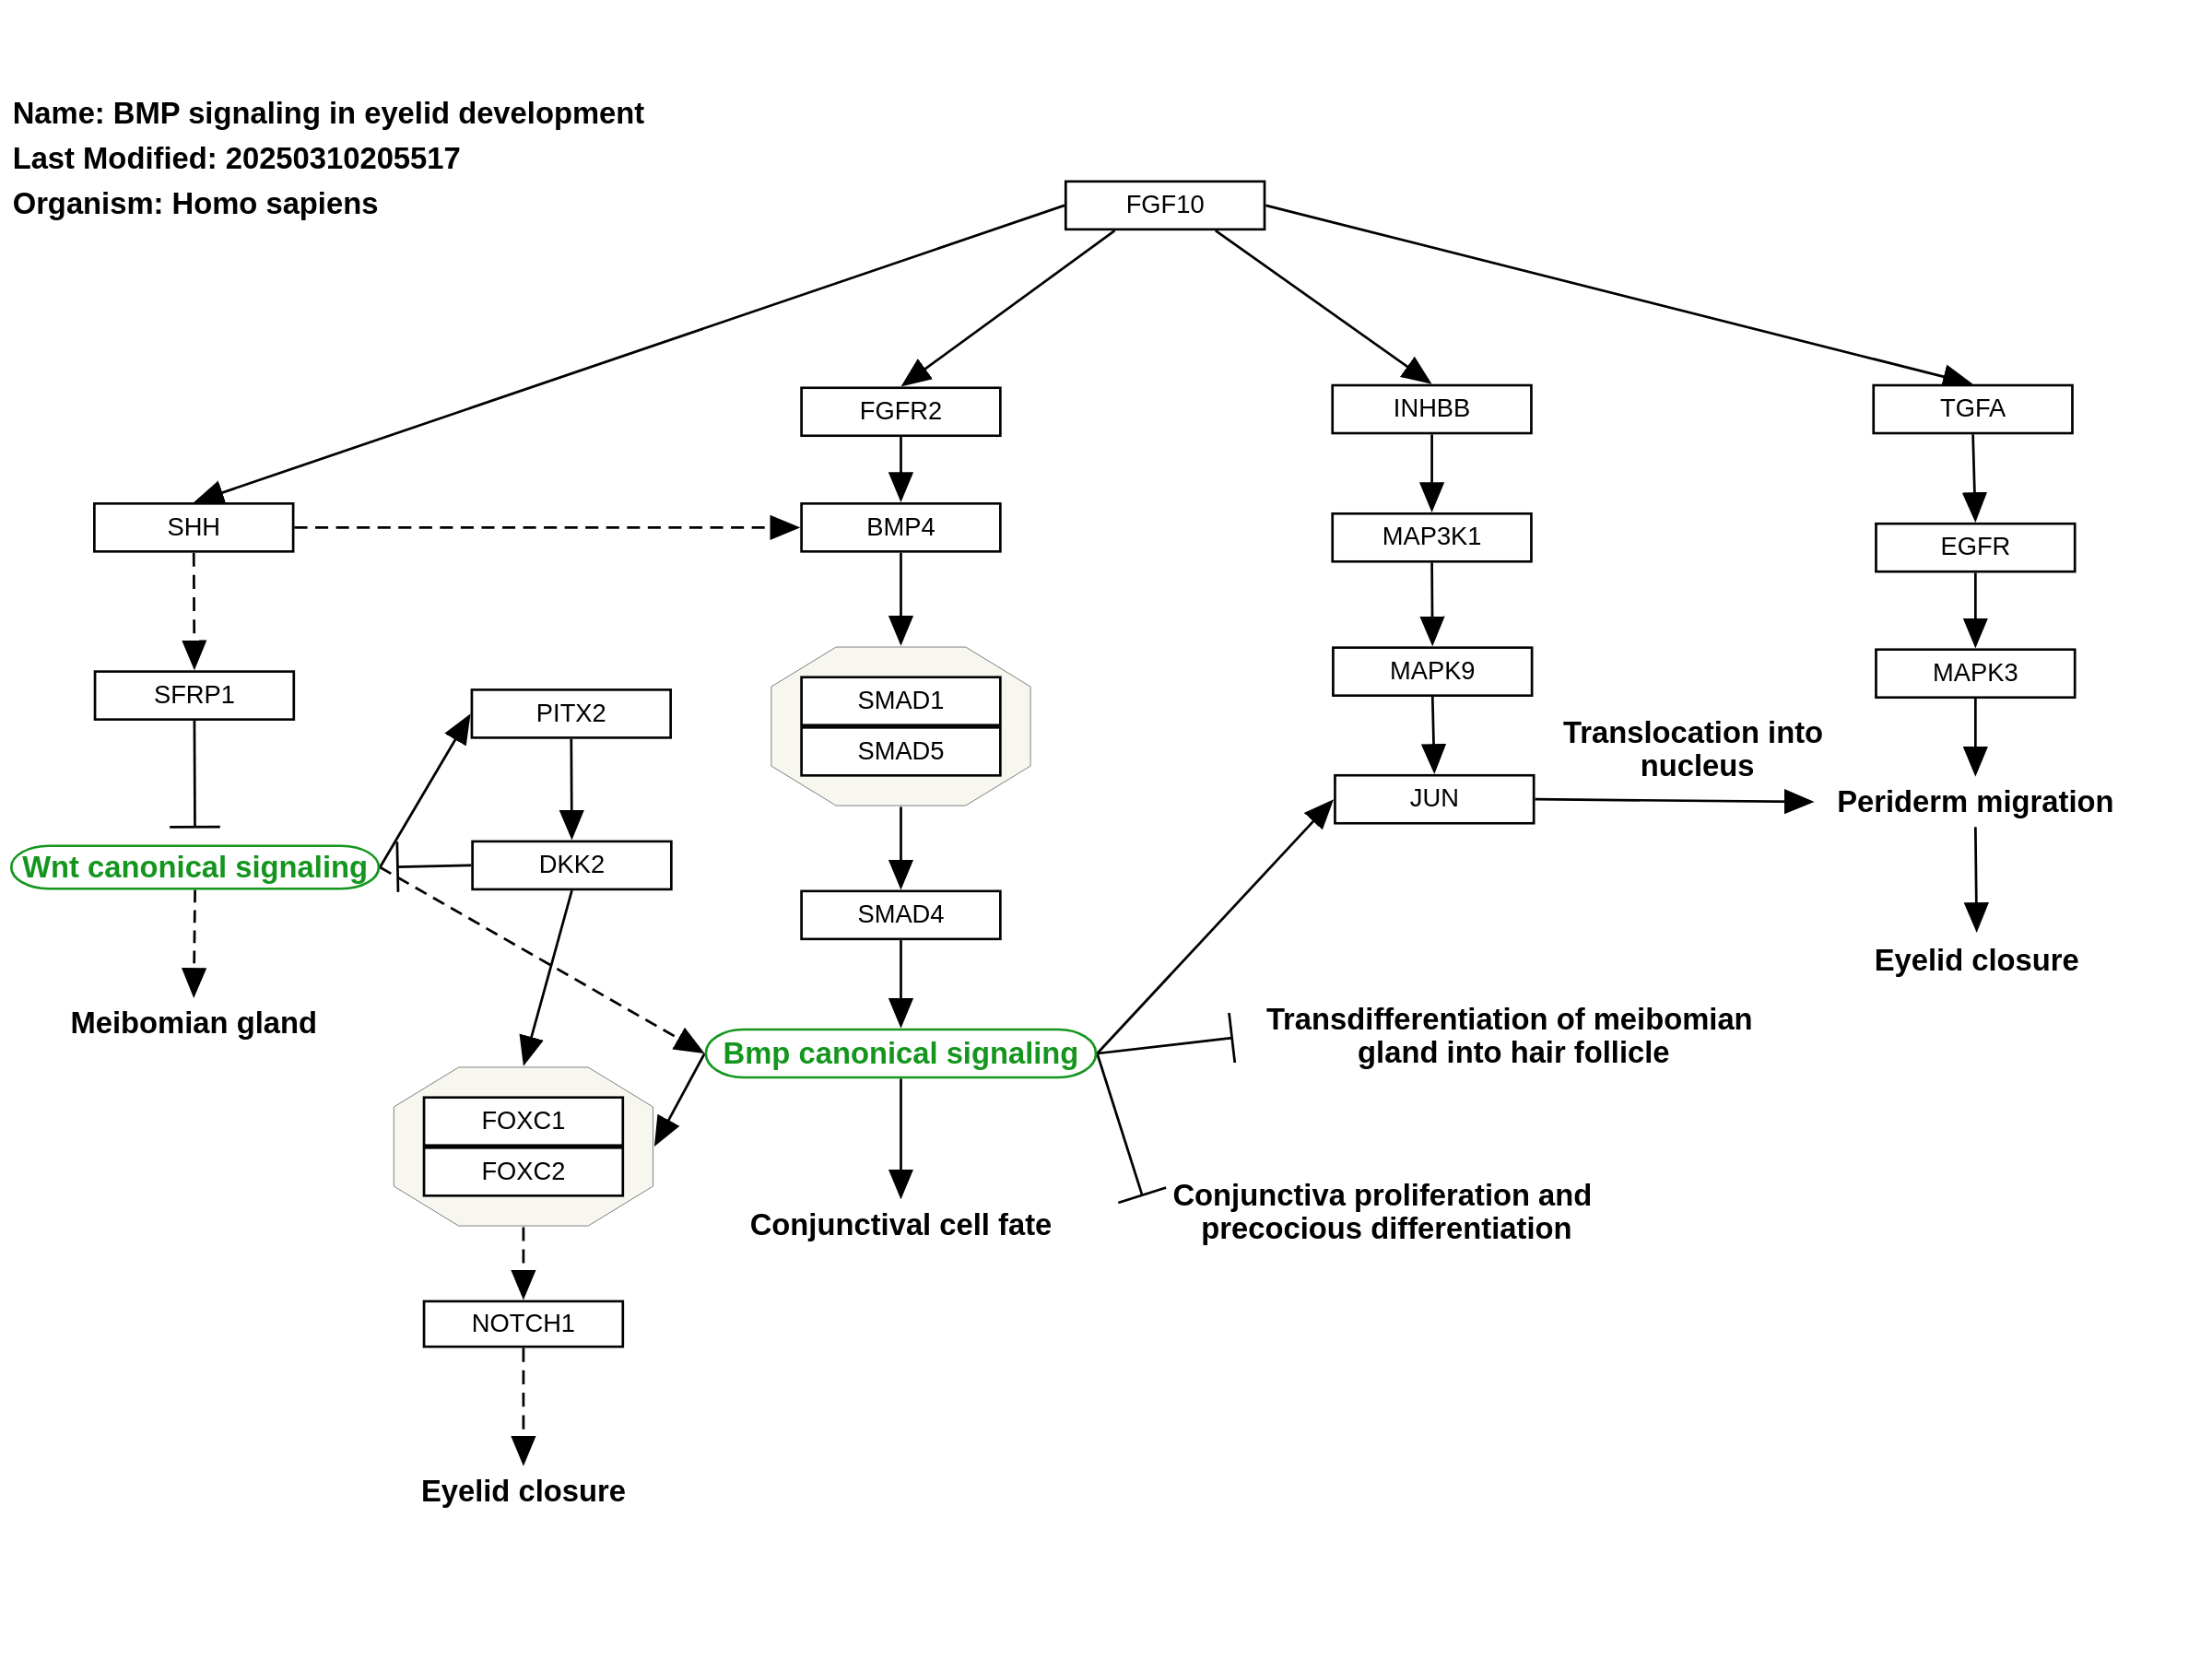 Name: BMP signaling in eyelid development
Last Modified: 20250310205517
Organism: Homo sapiens
FGF10
FGFR2
INHBB
TGFA
SHH
BMP4
MAP3K1
EGFR
SFRP1
PITX2
SMAD1
SMAD5
MAPK9
MAPK3
Translocation into
nucleus
JUN
Periderm migration
Wnt canonical signaling
DKK2
SMAD4
Eyelid closure
Meibomian gland
Bmp canonical signaling
Transdifferentiation of meibomian
gland into hair follicle
FOXC1
FOXC2
Conjunctival cell fate
Conjunctiva proliferation and
precocious differentiation
NOTCH1
Eyelid closure